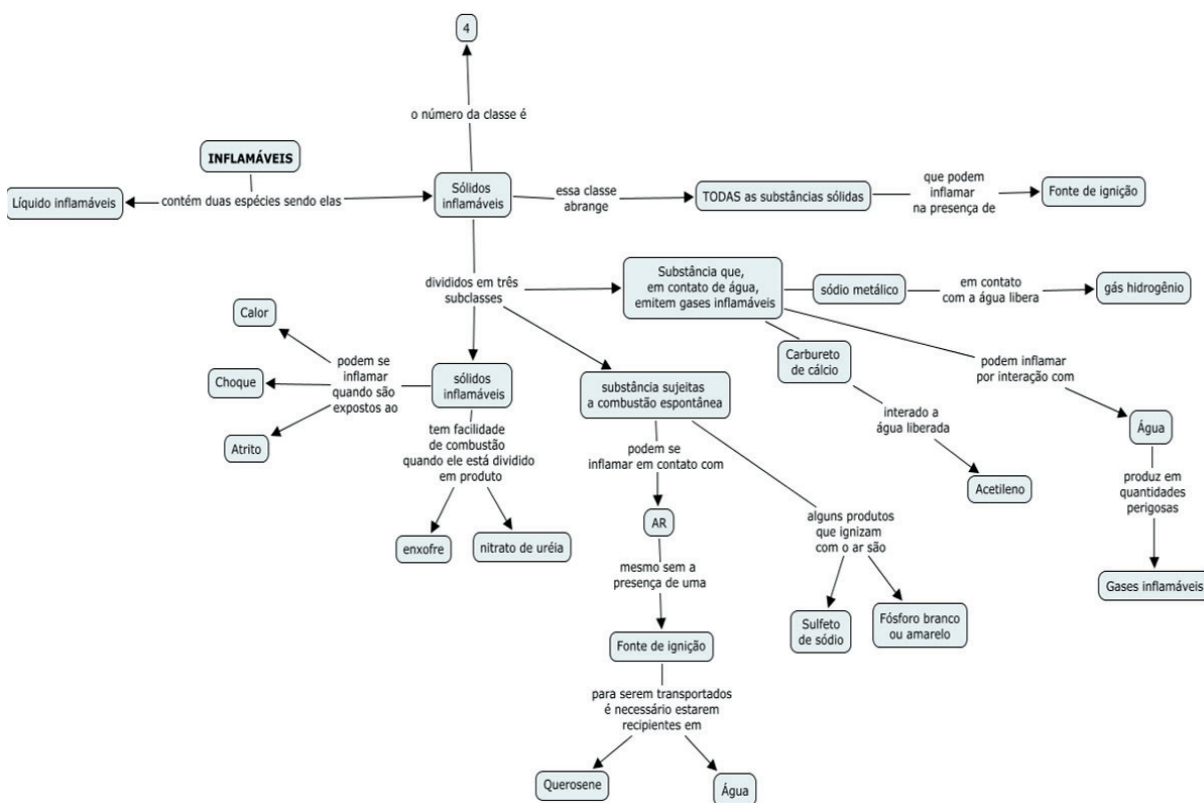 4
o número da classe é
INFLAMÁVEIS
Líquido inflamáveis
contém duas espécies sendo elas
Sólidos
inflamáveis
essa classe
abrange
TODAS as substâncias sólidas
que podem
inflamar
na presença de
Fonte de ignição
divididos em três
subclasses
Substância que,
em contato de água,
emitem gases inflamáveis
sódio metálico
em contato
com a água libera
gás hidrogênio
Calor
Choque
Atrito
podem se
inflamar
quando são
expostos ao
sólidos
inflamáveis
substância sujeitas
a combustão espontânea
Carbureto
de cálcio
podem inflamar
por interação com
interado a
água liberada
Água
Acetileno
produz em
quantidades
perigosas
Gases inflamáveis
tem facilidade
de combustão
quando ele está dividido
em produto
enxofre
nitrato de uréia
podem se
inflamar em contato com
AR
mesmo sem a
presença de uma
alguns produtos
que ignizam
com o ar são
Sulfeto
de sódio
Fósforo branco
ou amarelo
Fonte de ignição
para serem transportados
é necessário estarem
recipientes em
Querosene
Água